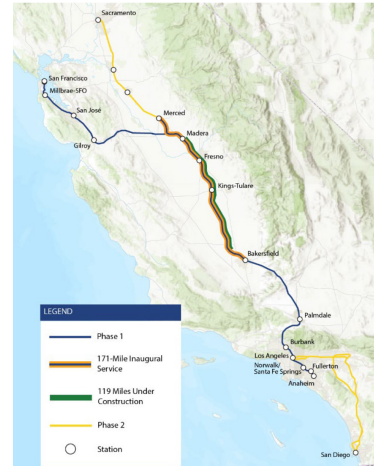 Sacramento
San Francisco
Millbrae-SFO
San José
Gilroy
Merced
Madera
Fresno
Kings-Tulare
Bakersfield
Palmdale
Burbank
Los Angeles
Norwalk/
Santa Fe Springs
Fullerton
Anaheim
San Diego
LEGEND
Phase 1
171-Mile Inaugural
Service
119 Miles Under
Construction
Phase 2
Station